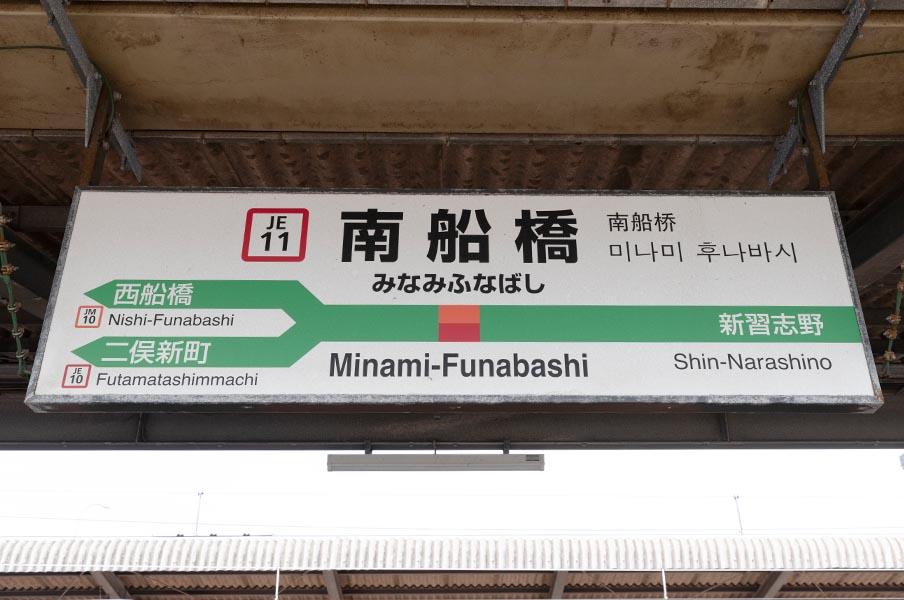 JE
11
南船橋
南船桥
미나미 후나바시
みなみふなばし
西船橋
JM
10
Nishi-Funabashi
二俣新町
JE
10
Futamatashimmachi
Minami-Funabashi
新習志野
Shin-Narashino